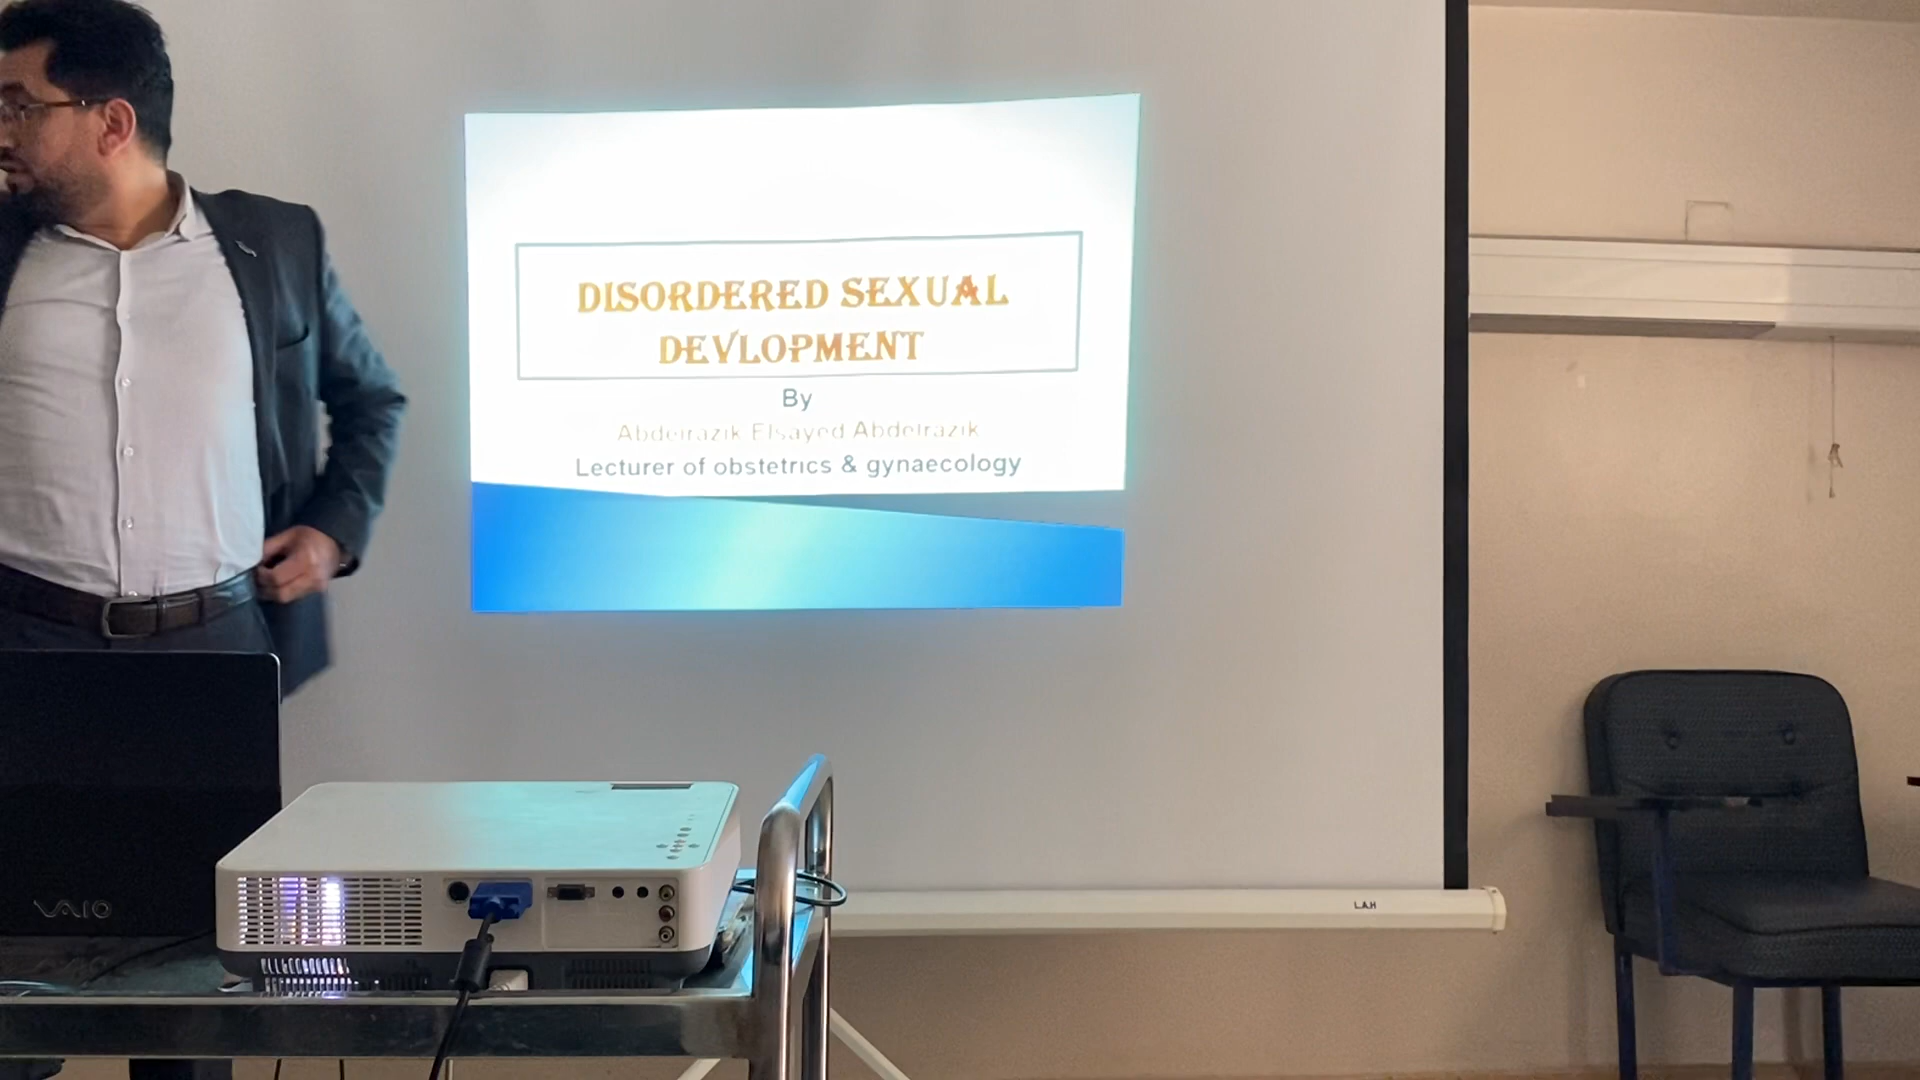 DISORDERED SEXUAL
DEVLOPMENT
By
Abdelrazik Elsayed Abdelrazik
Lecturer of obstetrics & gynaecology
VAIO
L.A.H